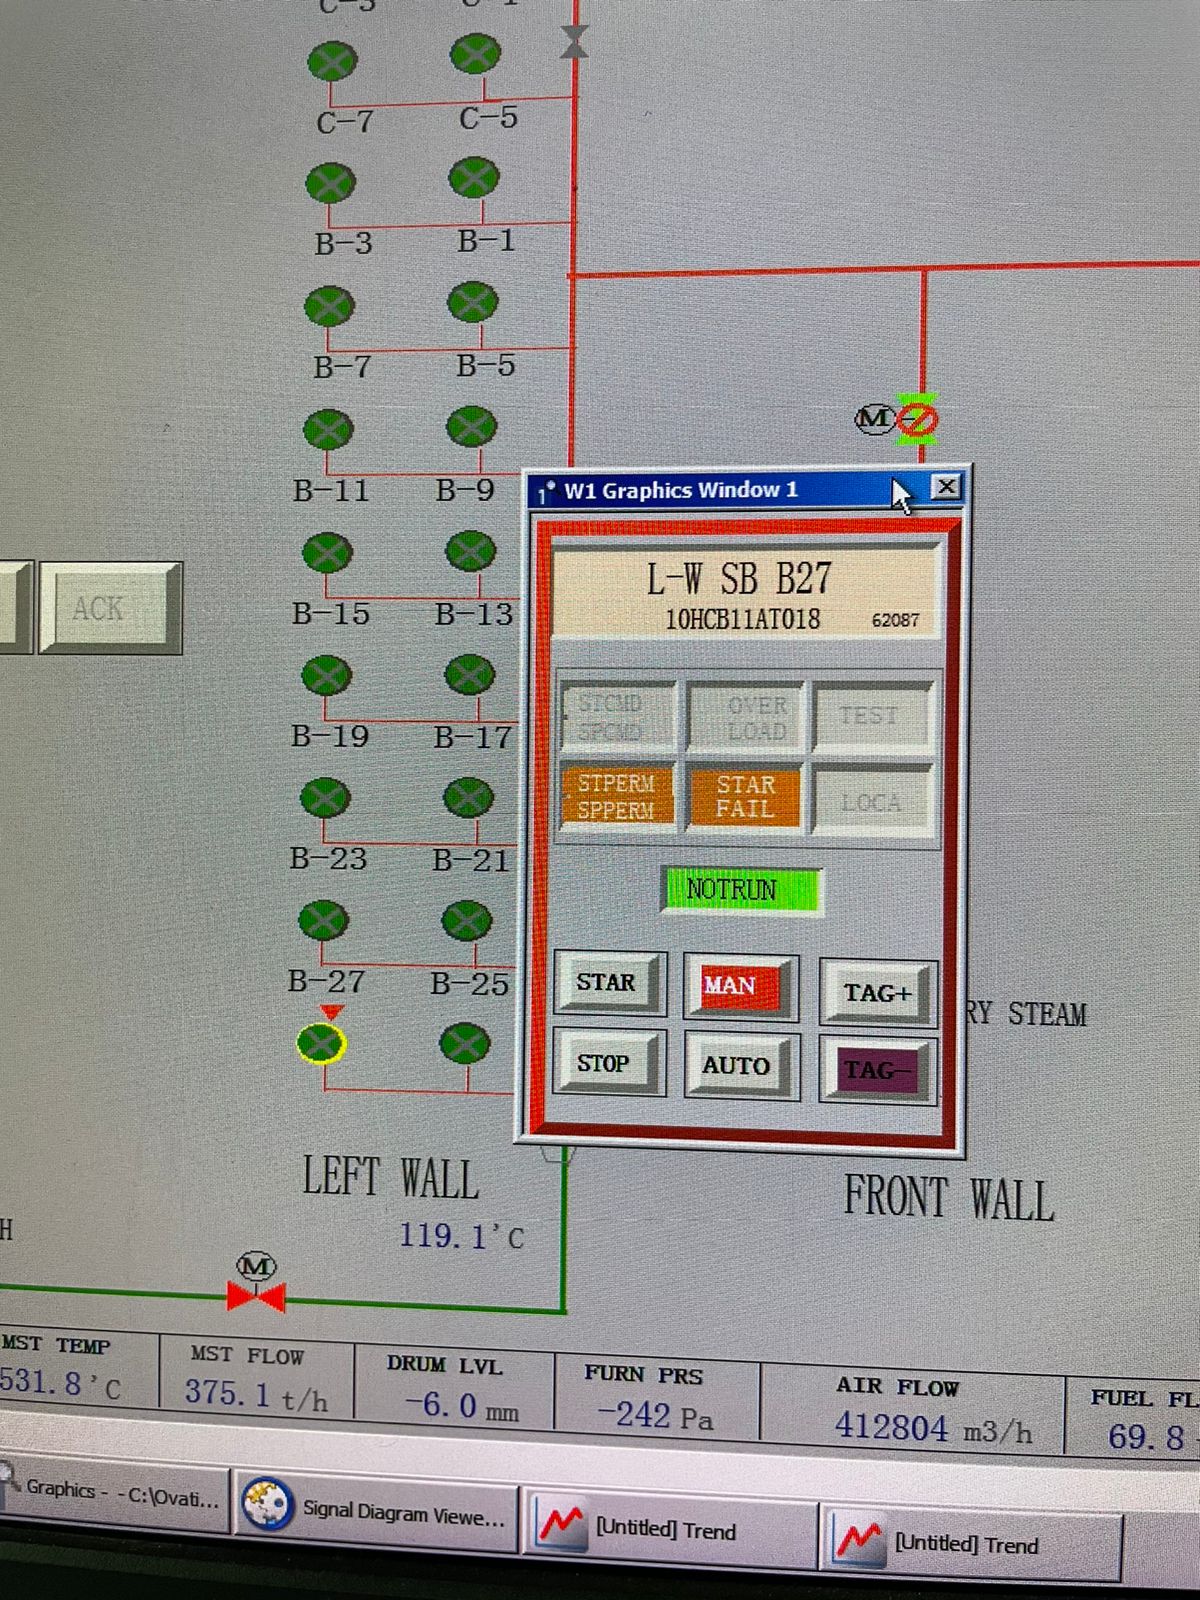 C-3 C-1
C-7 C-5
B-3 B-1
B-7 B-5
B-11 B-9
B-15 B-13
B-19 B-17
B-23 B-21
B-27 B-25
ACK
M
W1 Graphics Window 1
L-W SB B27
10HCB11AT018 62087
STCMD
SPCMD
OVER
LOAD
TEST
STPERM
SPPERM
STAR
FAIL
LOCA
NOTRUN
STAR MAN TAG+
STOP AUTO TAG-
RY STEAM
LEFT WALL
FRONT WALL
119.1'C
H
M
MST TEMP
531.8'C
MST FLOW
375.1 t/h
DRUM LVL
-6.0 mm
FURN PRS
-242 Pa
AIR FLOW
412804 m3/h
FUEL FL
69.8
Graphics - - C:\Ovati...
Signal Diagram Viewe...
[Untitled] Trend
[Untitled] Trend